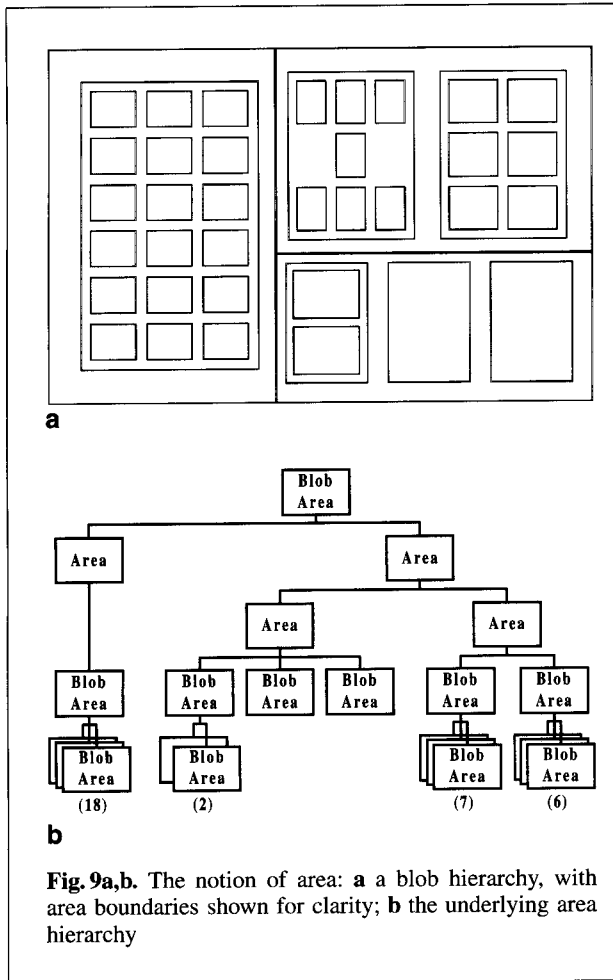 a
Blob
Area
Area
Area
Area
Area
Blob
Area
Blob
Area
Blob
Area
Blob
Area
Blob
Area
Blob
Area
Blob
Area
Blob
Area
Blob
Area
Blob
Area
(18)
(2)
(7)
(6)
b
Fig. 9a,b. The notion of area: a a blob hierarchy, with
area boundaries shown for clarity; b the underlying area
hierarchy